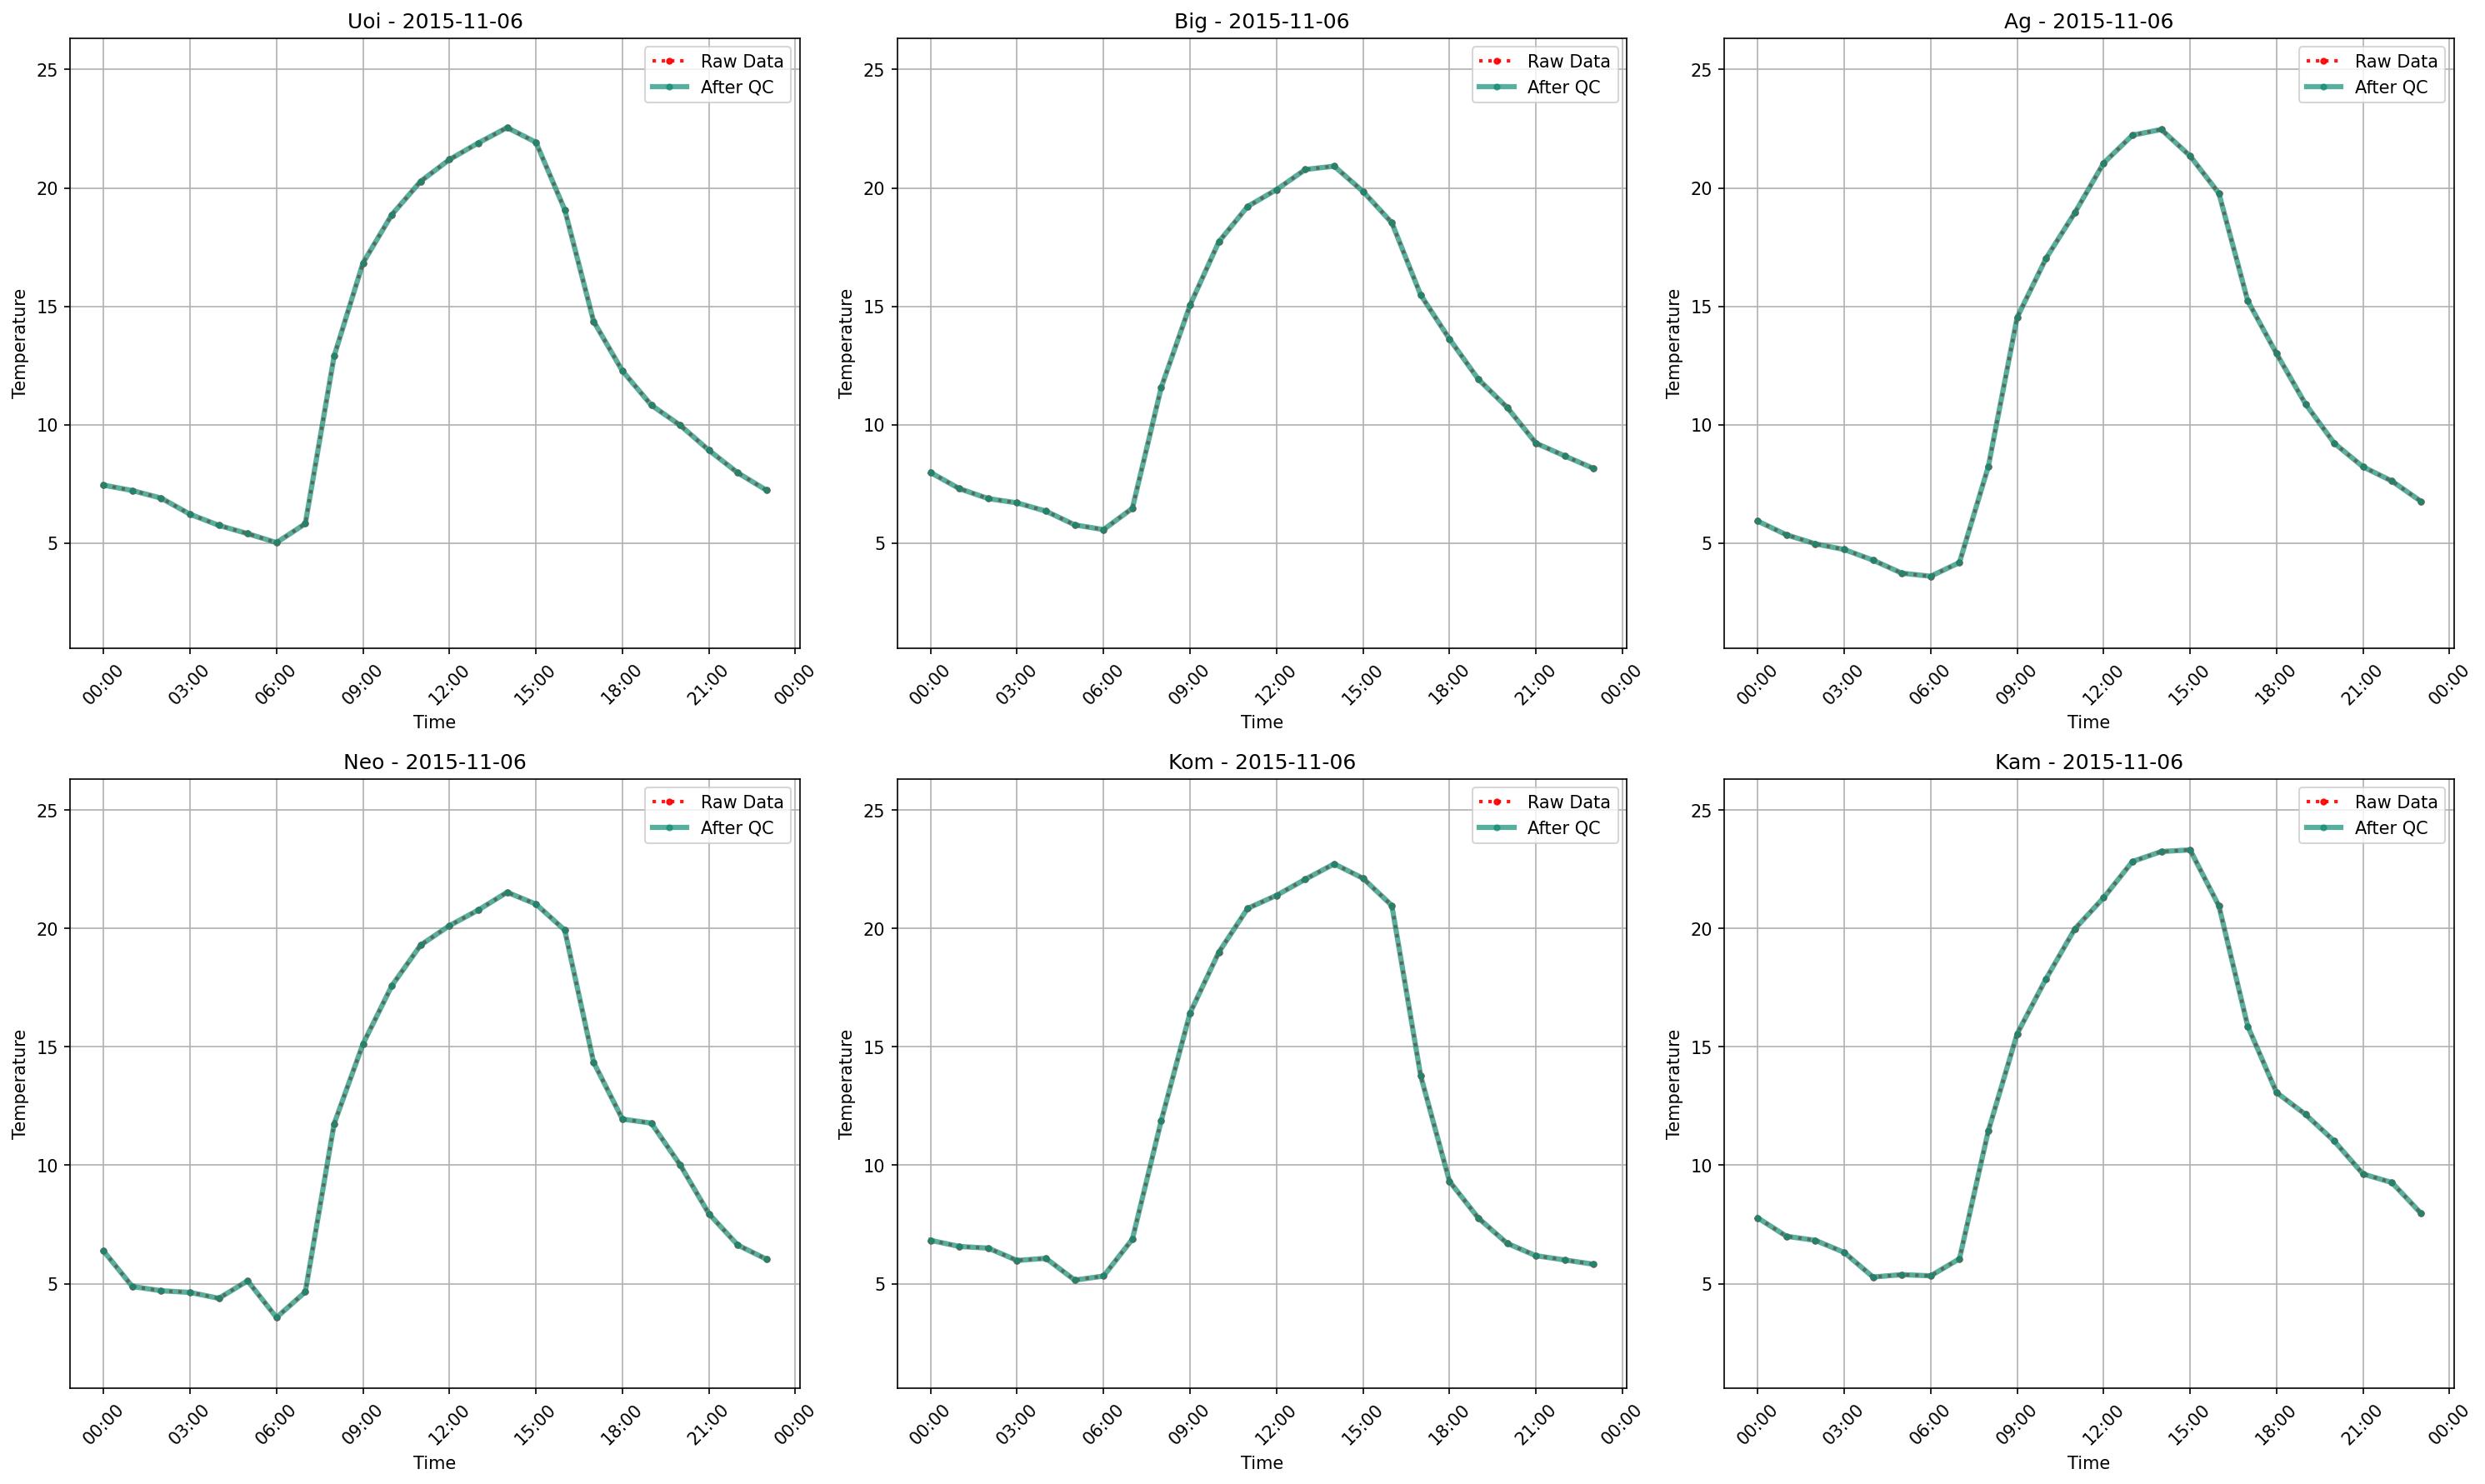 Uoi - 2015-11-06
Raw Data
After QC
25
20
15
10
5
Temperature
00:00
03:00
06:00
09:00
12:00
15:00
18:00
21:00
00:00
Time
Big - 2015-11-06
Raw Data
After QC
25
20
15
10
5
Temperature
00:00
03:00
06:00
09:00
12:00
15:00
18:00
21:00
00:00
Time
Ag - 2015-11-06
Raw Data
After QC
25
20
15
10
5
Temperature
00:00
03:00
06:00
09:00
12:00
15:00
18:00
21:00
00:00
Time
Neo - 2015-11-06
Raw Data
After QC
25
20
15
10
5
Temperature
00:00
03:00
06:00
09:00
12:00
15:00
18:00
21:00
00:00
Time
Kom - 2015-11-06
Raw Data
After QC
25
20
15
10
5
Temperature
00:00
03:00
06:00
09:00
12:00
15:00
18:00
21:00
00:00
Time
Kam - 2015-11-06
Raw Data
After QC
25
20
15
10
5
Temperature
00:00
03:00
06:00
09:00
12:00
15:00
18:00
21:00
00:00
Time